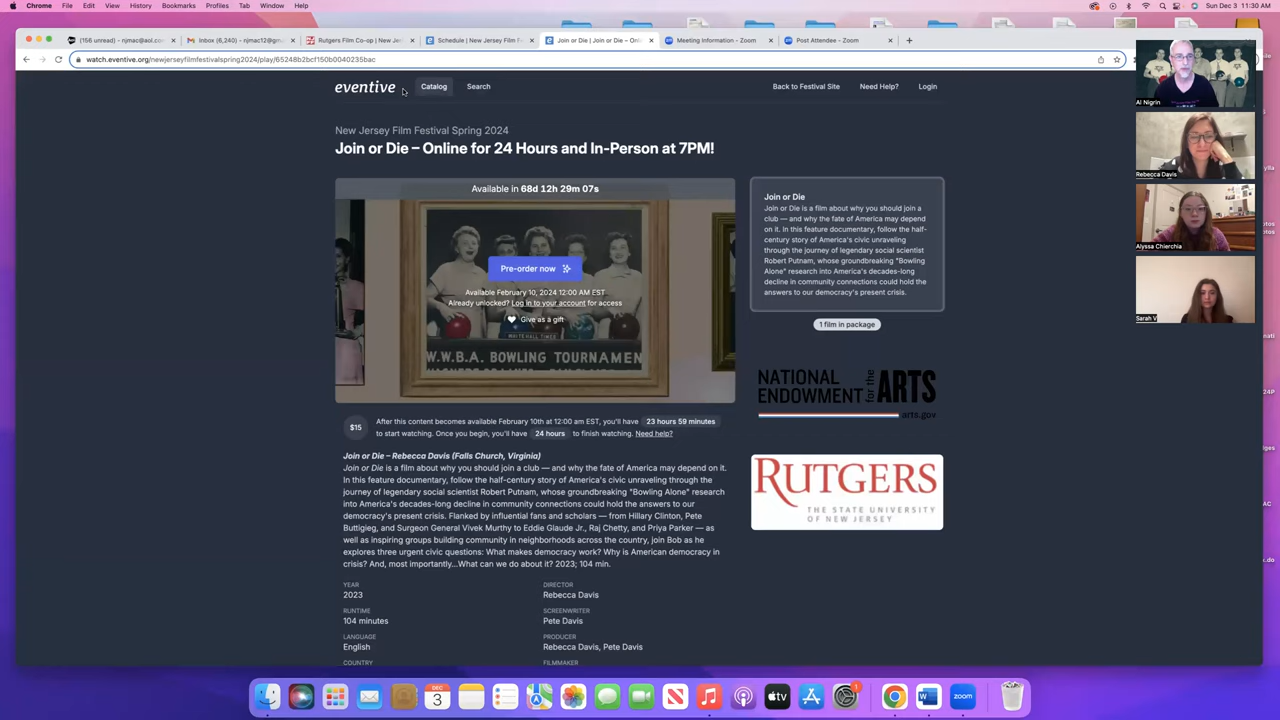 Chrome File Edit View History Bookmarks Profiles Tab Window Help
Sun Dec 3 11:30 AM
(156 unread) - njmac@aol.com
Inbox (6,240) - njmac12@gm
Rutgers Film Co-op | New Jer
Schedule | New Jersey Film F
Join or Die | Join or Die – Onli
Meeting Information - Zoom
Post Attendee - Zoom
watch.eventive.org/newjerseyfilmfestivalspring2024/play/65248b2bcf150b0040235bac
eventive Catalog Search Back to Festival Site Need Help? Login
New Jersey Film Festival Spring 2024
Join or Die – Online for 24 Hours and In-Person at 7PM!
Available in 68d 12h 29m 07s
Pre-order now
Available February 10, 2024 12:00 AM EST
Already unlocked? Log in to your account for access
Give as a gift
WHITE HALL TIMES
W.W.B.A. BOWLING TOURNAMEN
$15
After this content becomes available February 10th at 12:00 am EST, you'll have 23 hours 59 minutes
to start watching. Once you begin, you'll have 24 hours to finish watching. Need help?
Join or Die – Rebecca Davis (Falls Church, Virginia)
Join or Die is a film about why you should join a club — and why the fate of America may depend on it.
In this feature documentary, follow the half-century story of America's civic unraveling through the
journey of legendary social scientist Robert Putnam, whose groundbreaking "Bowling Alone" research
into America's decades-long decline in community connections could hold the answers to our
democracy's present crisis. Flanked by influential fans and scholars — from Hillary Clinton, Pete
Buttigieg, and Surgeon General Vivek Murthy to Eddie Glaude Jr., Raj Chetty, and Priya Parker — as
well as inspiring groups building community in neighborhoods across the country, join Bob as he
explores three urgent civic questions: What makes democracy work? Why is American democracy in
crisis? And, most importantly...What can we do about it? 2023; 104 min.
YEAR
2023
DIRECTOR
Rebecca Davis
RUNTIME
104 minutes
SCREENWRITER
Pete Davis
LANGUAGE
English
PRODUCER
Rebecca Davis, Pete Davis
COUNTRY
FILMMAKER
Join or Die
Join or Die is a film about why you should join a
club — and why the fate of America may depend
on it. In this feature documentary, follow the half-
century story of America's civic unraveling
through the journey of legendary social scientist
Robert Putnam, whose groundbreaking "Bowling
Alone" research into America's decades-long
decline in community connections could hold the
answers to our democracy's present crisis.
1 film in package
NATIONAL
ENDOWMENT for the ARTS
arts.gov
RUTGERS
THE STATE UNIVERSITY
OF NEW JERSEY
Al Nigrin
Rebecca Davis
Alyssa Chierchia
Sarah V
DEC
3
tv
zoom